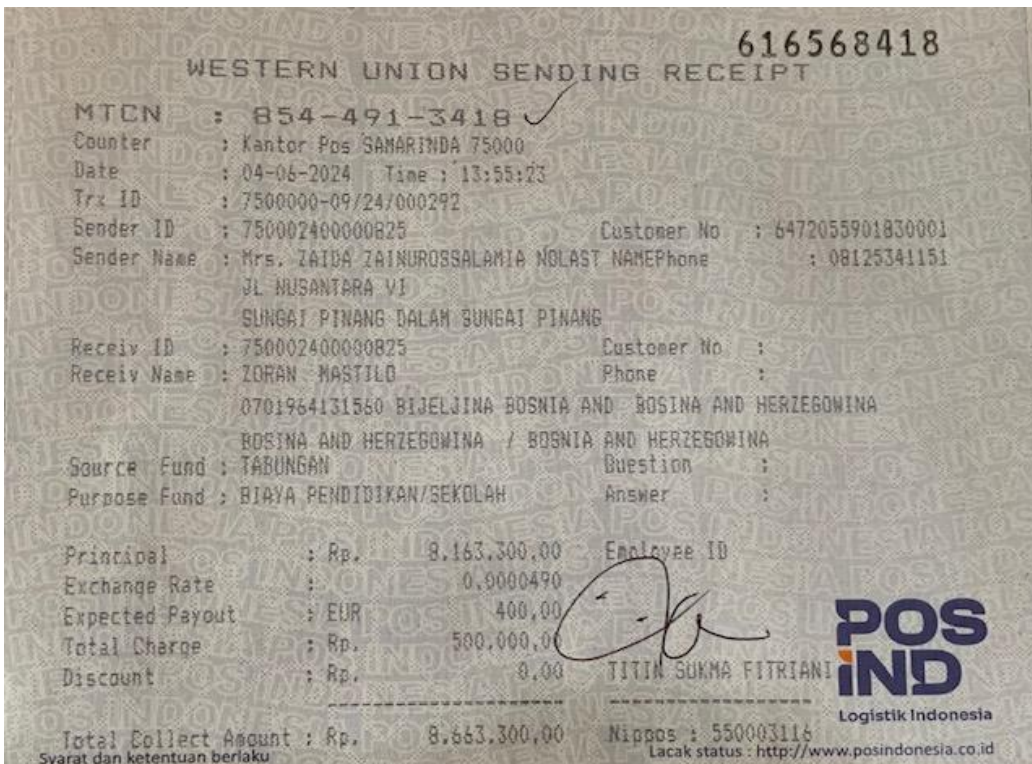 616568418
WESTERN UNION SENDING RECEIPT
MTCN : 854-491-3418
Counter : Kantor Pos SAMARINDA 75000
Date : 04-06-2024 Time : 13:55:23
Trx ID : 7500000-09/24/000292
Sender ID : 750002400000825 Customer No : 6472055901830001
Sender Name : Mrs. ZAIDA ZAINUROSSALAMIA NOLAST NAMEPhone : 08125341151
JL NUSANTARA VI
SUNGAI PINANG DALAM SUNGAI PINANG
Receiv ID : 750002400000825 Customer No :
Receiv Name : ZORAN MASTILO Phone :
0701964131560 BIJELJINA BOSNIA AND BOSINA AND HERZEGOWINA
BOSINA AND HERZEGOWINA / BOSNIA AND HERZEGOWINA
Source Fund : TABUNGAN Question :
Purpose Fund : BIAYA PENDIDIKAN/SEKOLAH Answer :
Principal : Rp. 8.163.300,00 Employee ID
Exchange Rate : 0.0000490
Expected Payout : EUR 400,00
Total Charge : Rp. 500.000,00
Discount : Rp. 0,00 TITIN SUKMA FITRIANI
POS IND
Logistik Indonesia
Total Collect Amount : Rp. 8.663.300,00 Nippos : 550003116
Syarat dan ketentuan berlaku Lacak status : http://www.posindonesia.co.id